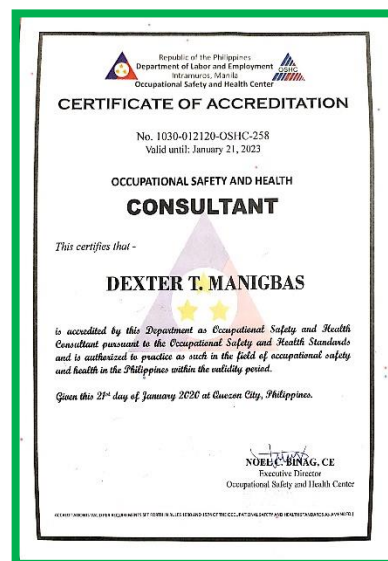 Republic of the Philippines
Department of Labor and Employment
Intramuros, Manila
Occupational Safety and Health Center
OSHC
CERTIFICATE OF ACCREDITATION
No. 1030-012120-OSHC-258
Valid until: January 21, 2023
OCCUPATIONAL SAFETY AND HEALTH
CONSULTANT
This certifies that -
DEXTER T. MANIGBAS
is accredited by this Department as Occupational Safety and Health
Consultant pursuant to the Occupational Safety and Health Standards
and is authorized to practice as such in the field of occupational safety
and health in the Philippines within the validity period.
Given this 21st day of January 2020 at Quezon City, Philippines.
NOEL C. BINAG, CE
Executive Director
Occupational Safety and Health Center